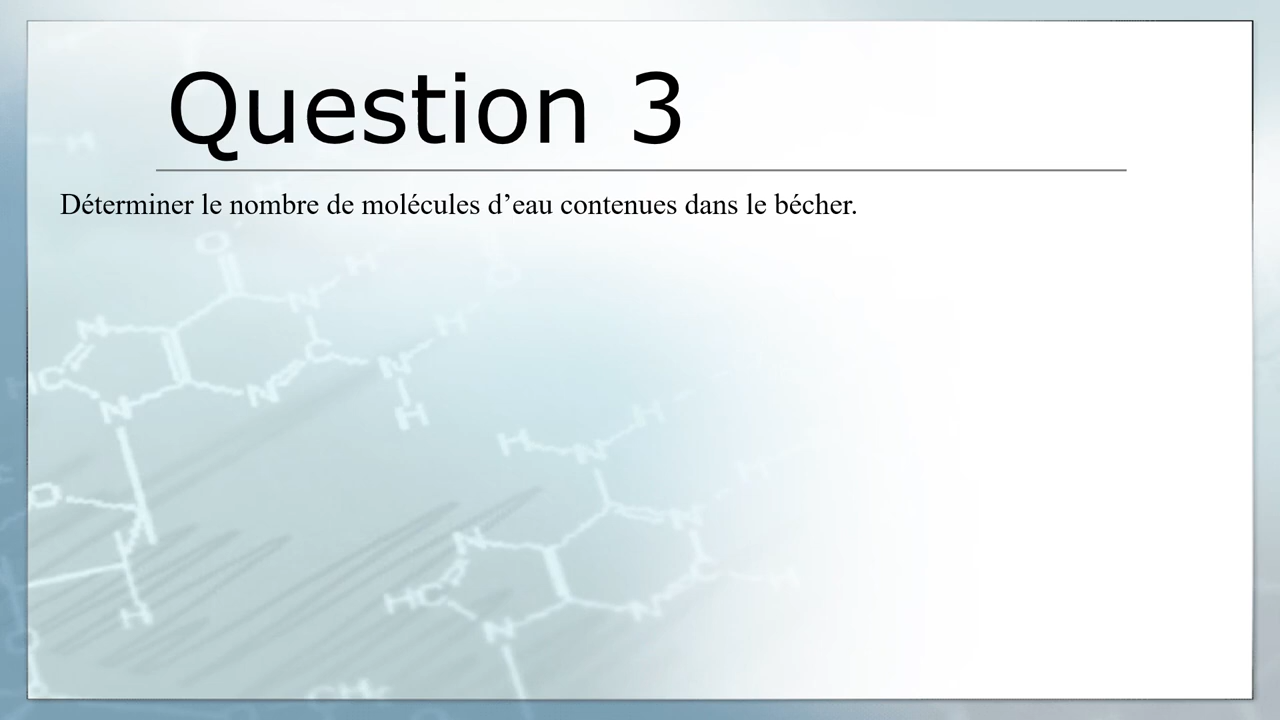 Question 3
Déterminer le nombre de molécules d’eau contenues dans le bécher.